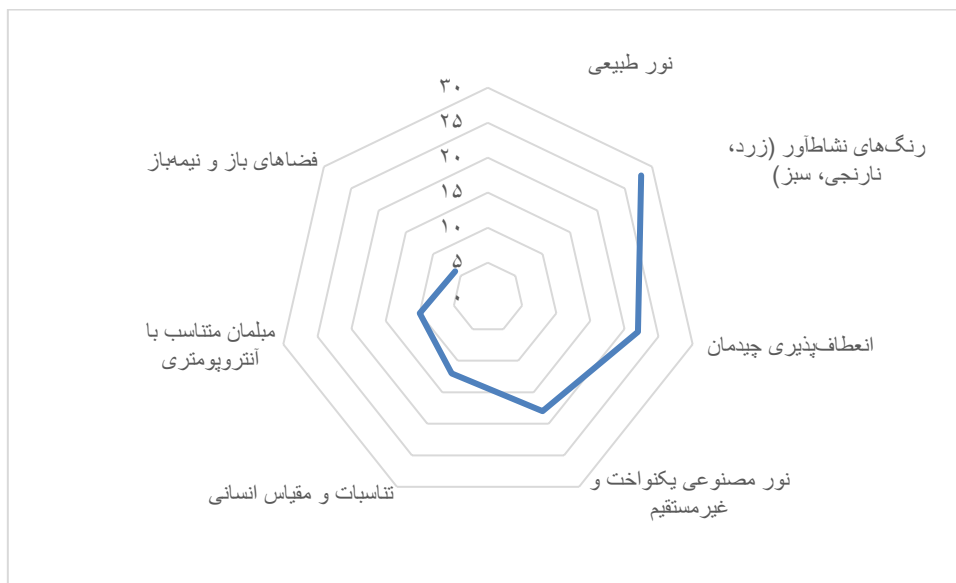 نور طبیعی
۳۰
۲۵
۲۰
۱۵
۱۰
۵
۰
رنگ‌های نشاط‌آور (زرد،
نارنجی، سبز)
انعطاف‌پذیری چیدمان
نور مصنوعی یکنواخت و
غیرمستقیم
تناسبات و مقیاس انسانی
مبلمان متناسب با
آنتروپومتری
فضاهای باز و نیمه‌باز